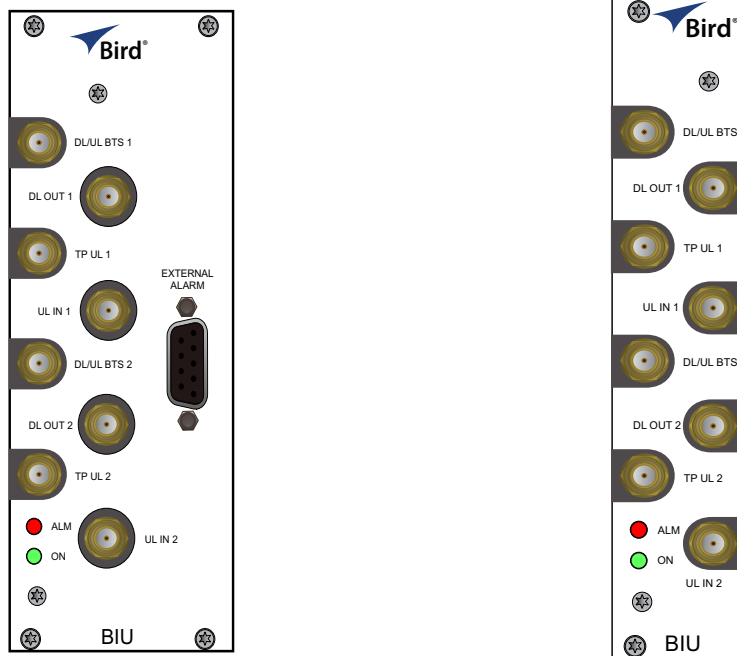 Bird®
DL/UL BTS 1
DL OUT 1
TP UL 1
EXTERNAL
ALARM
UL IN 1
DL/UL BTS 2
DL OUT 2
TP UL 2
ALM
UL IN 2
ON
BIU
Bird®
DL/UL BTS
DL OUT 1
TP UL 1
UL IN 1
DL/UL BTS
DL OUT 2
TP UL 2
ALM
ON
UL IN 2
BIU